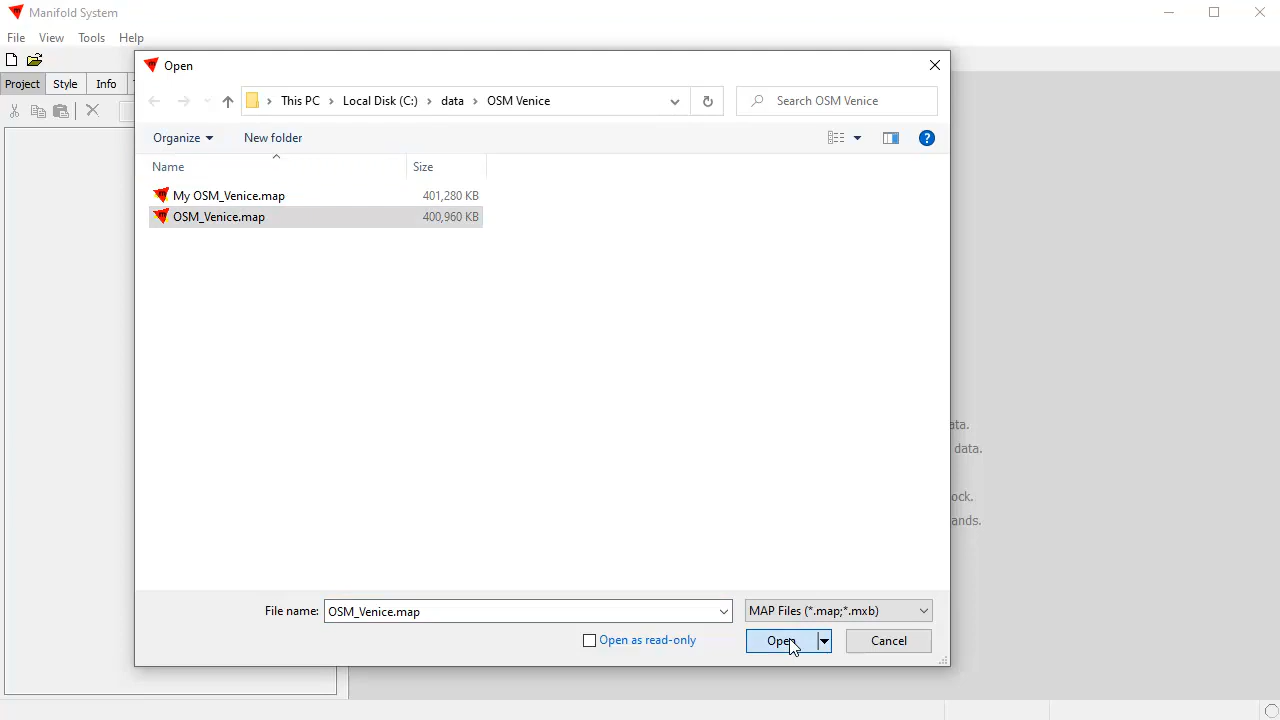 Manifold System
File View Tools Help
Project Style Info
Open
This PC > Local Disk (C:) > data > OSM Venice
Search OSM Venice
Organize New folder
Name Size
My OSM_Venice.map 401,280 KB
OSM_Venice.map 400,960 KB
ata.
data.
ock.
ands.
File name: OSM_Venice.map MAP Files (*.map;*.mxb)
Open as read-only Open Cancel